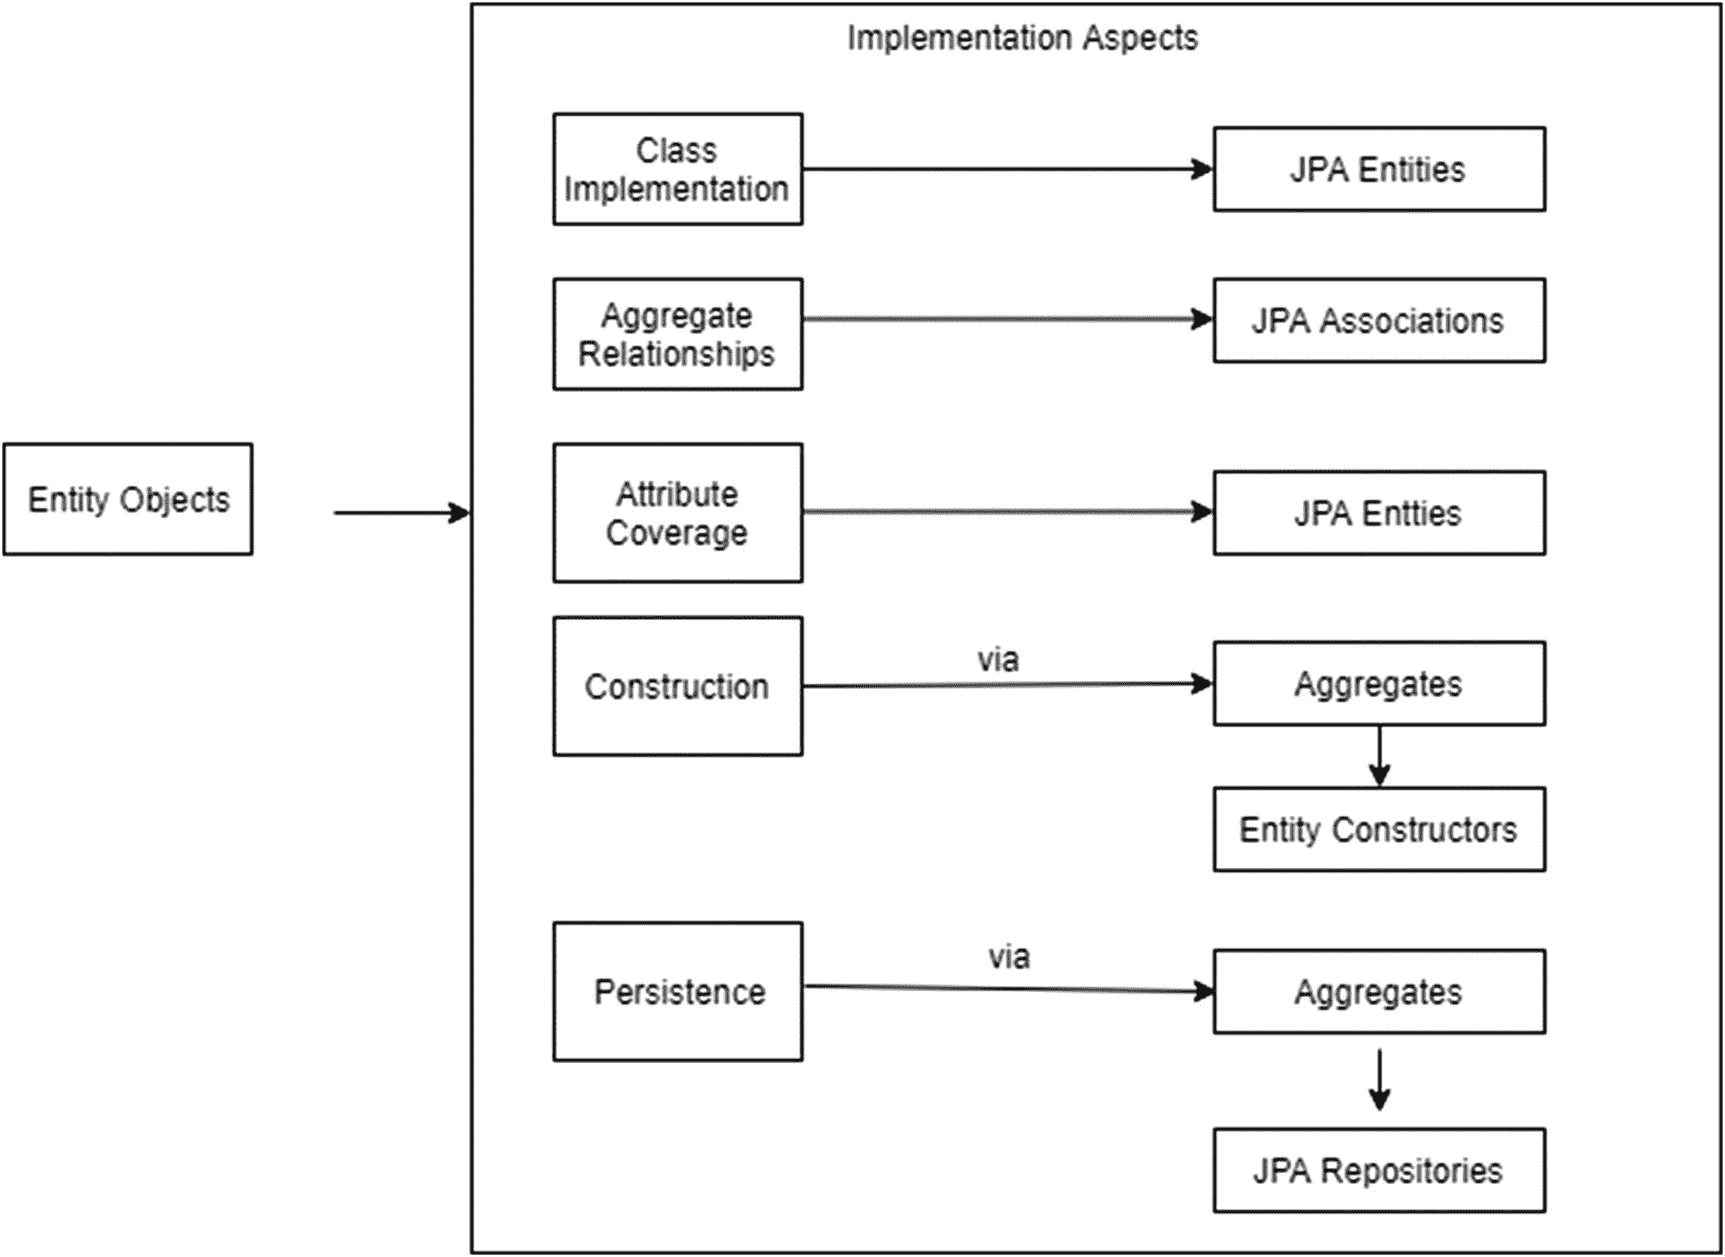 Implementation Aspects
Class
Implementation
JPA Entities
Aggregate
Relationships
JPA Associations
Entity Objects
Attribute
Coverage
JPA Entties
Construction
via
Aggregates
Entity Constructors
Persistence
via
Aggregates
JPA Repositories